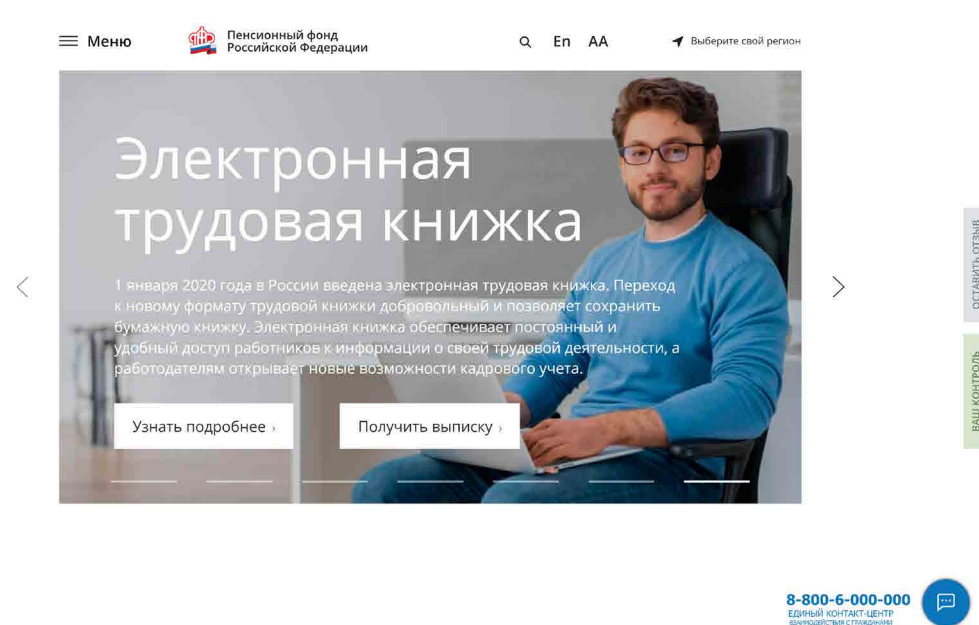 Меню
Пенсионный фонд
Российской Федерации
En AA
Выберите свой регион
Электронная
трудовая книжка
1 января 2020 года в России введена электронная трудовая книжка. Переход
к новому формату трудовой книжки добровольный и позволяет сохранить
бумажную книжку. Электронная книжка обеспечивает постоянный и
удобный доступ работников к информации о своей трудовой деятельности, а
работодателям открывает новые возможности кадрового учета.
Узнать подробнее ›
Получить выписку ›
ОСТАВИТЬ ОТЗЫВ
ВАШ КОНТРОЛЬ
8-800-6-000-000
ЕДИНЫЙ КОНТАКТ-ЦЕНТР
ВЗАИМОДЕЙСТВИЯ С ГРАЖДАНАМИ